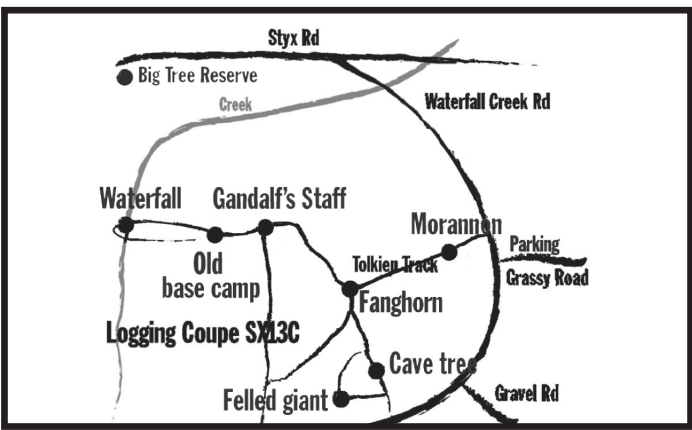 Styx Rd
Big Tree Reserve
Creek
Waterfall Creek Rd
Waterfall
Gandalf's Staff
Morannon
Parking
Tolkien Track
Grassy Road
Old
base camp
Fanghorn
Logging Coupe SX13C
Cave tree
Gravel Rd
Felled giant